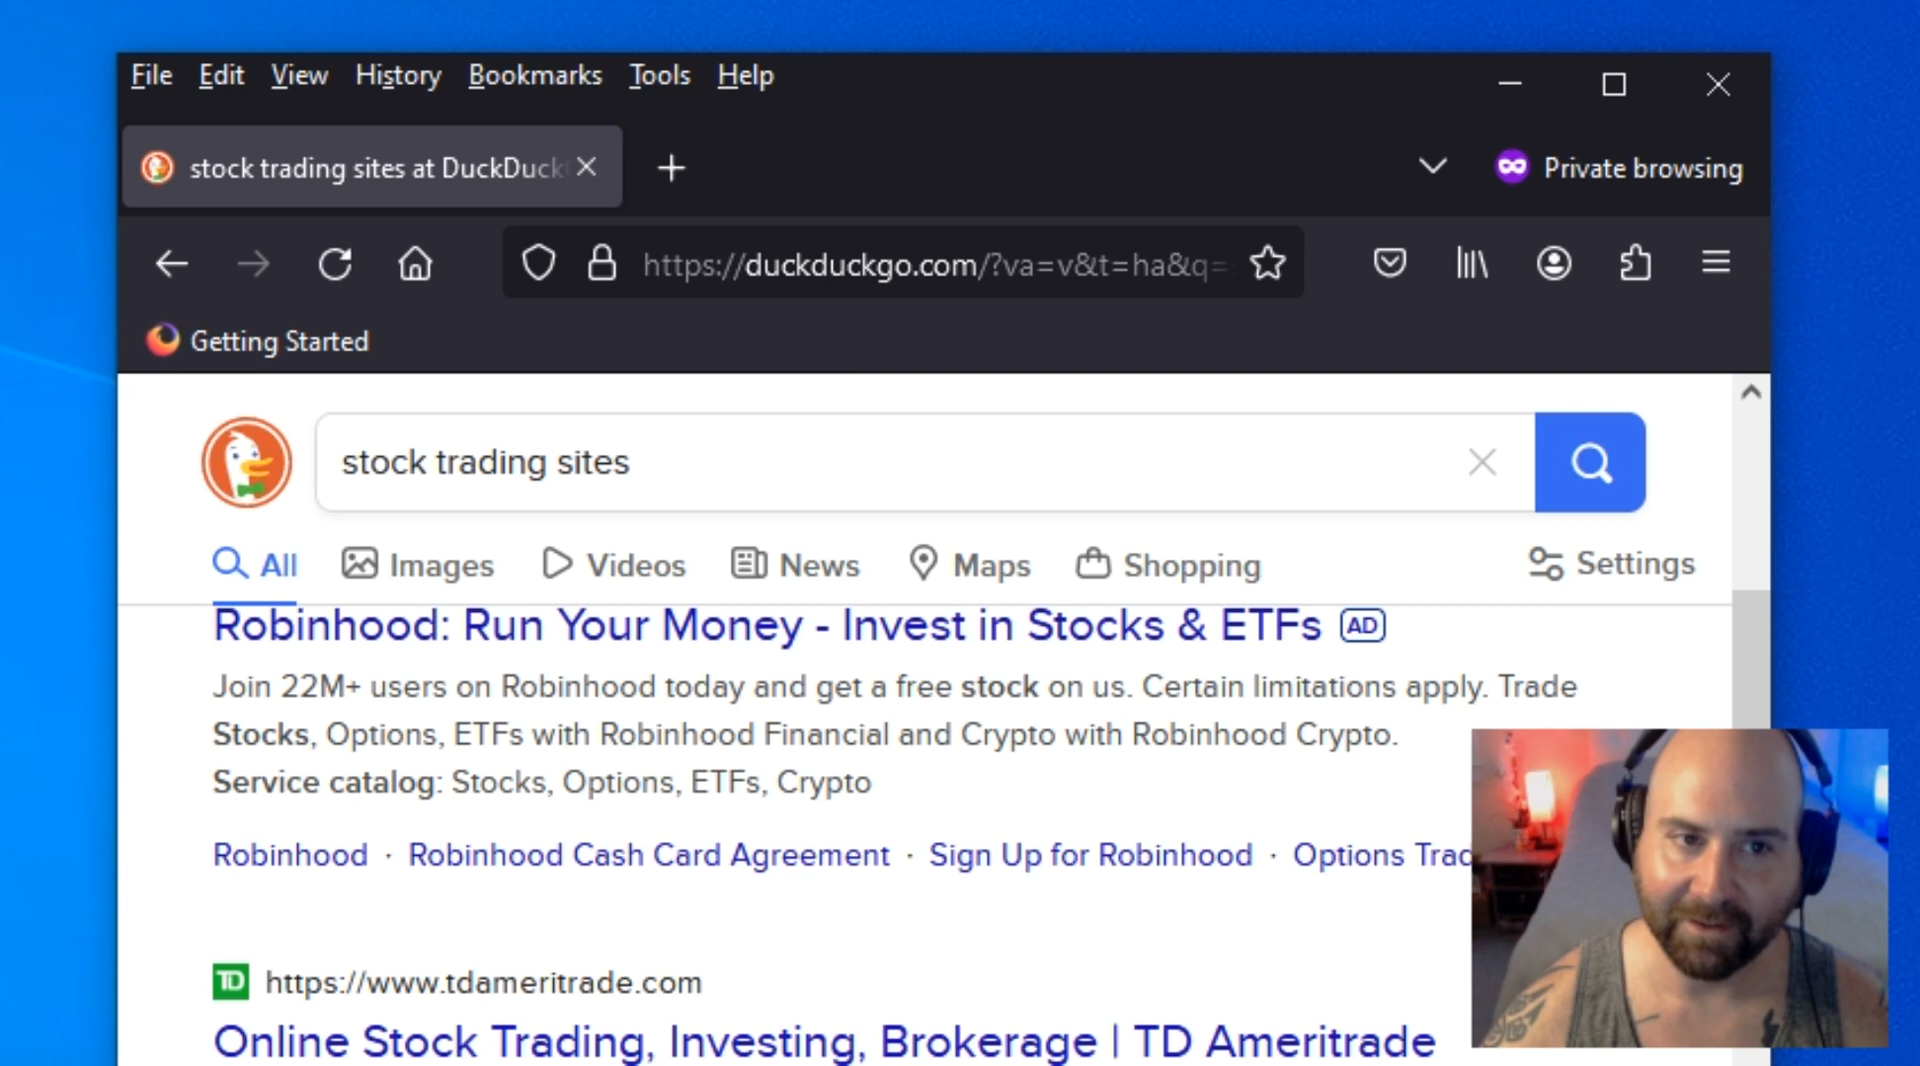 File Edit View History Bookmarks Tools Help
stock trading sites at DuckDuck
Private browsing
https://duckduckgo.com/?va=v&t=ha&q=
Getting Started
stock trading sites
All Images Videos News Maps Shopping Settings
Robinhood: Run Your Money - Invest in Stocks & ETFs AD
Join 22M+ users on Robinhood today and get a free stock on us. Certain limitations apply. Trade
Stocks, Options, ETFs with Robinhood Financial and Crypto with Robinhood Crypto.
Service catalog: Stocks, Options, ETFs, Crypto
Robinhood · Robinhood Cash Card Agreement · Sign Up for Robinhood · Options Trad
TD https://www.tdameritrade.com
Online Stock Trading, Investing, Brokerage | TD Ameritrade